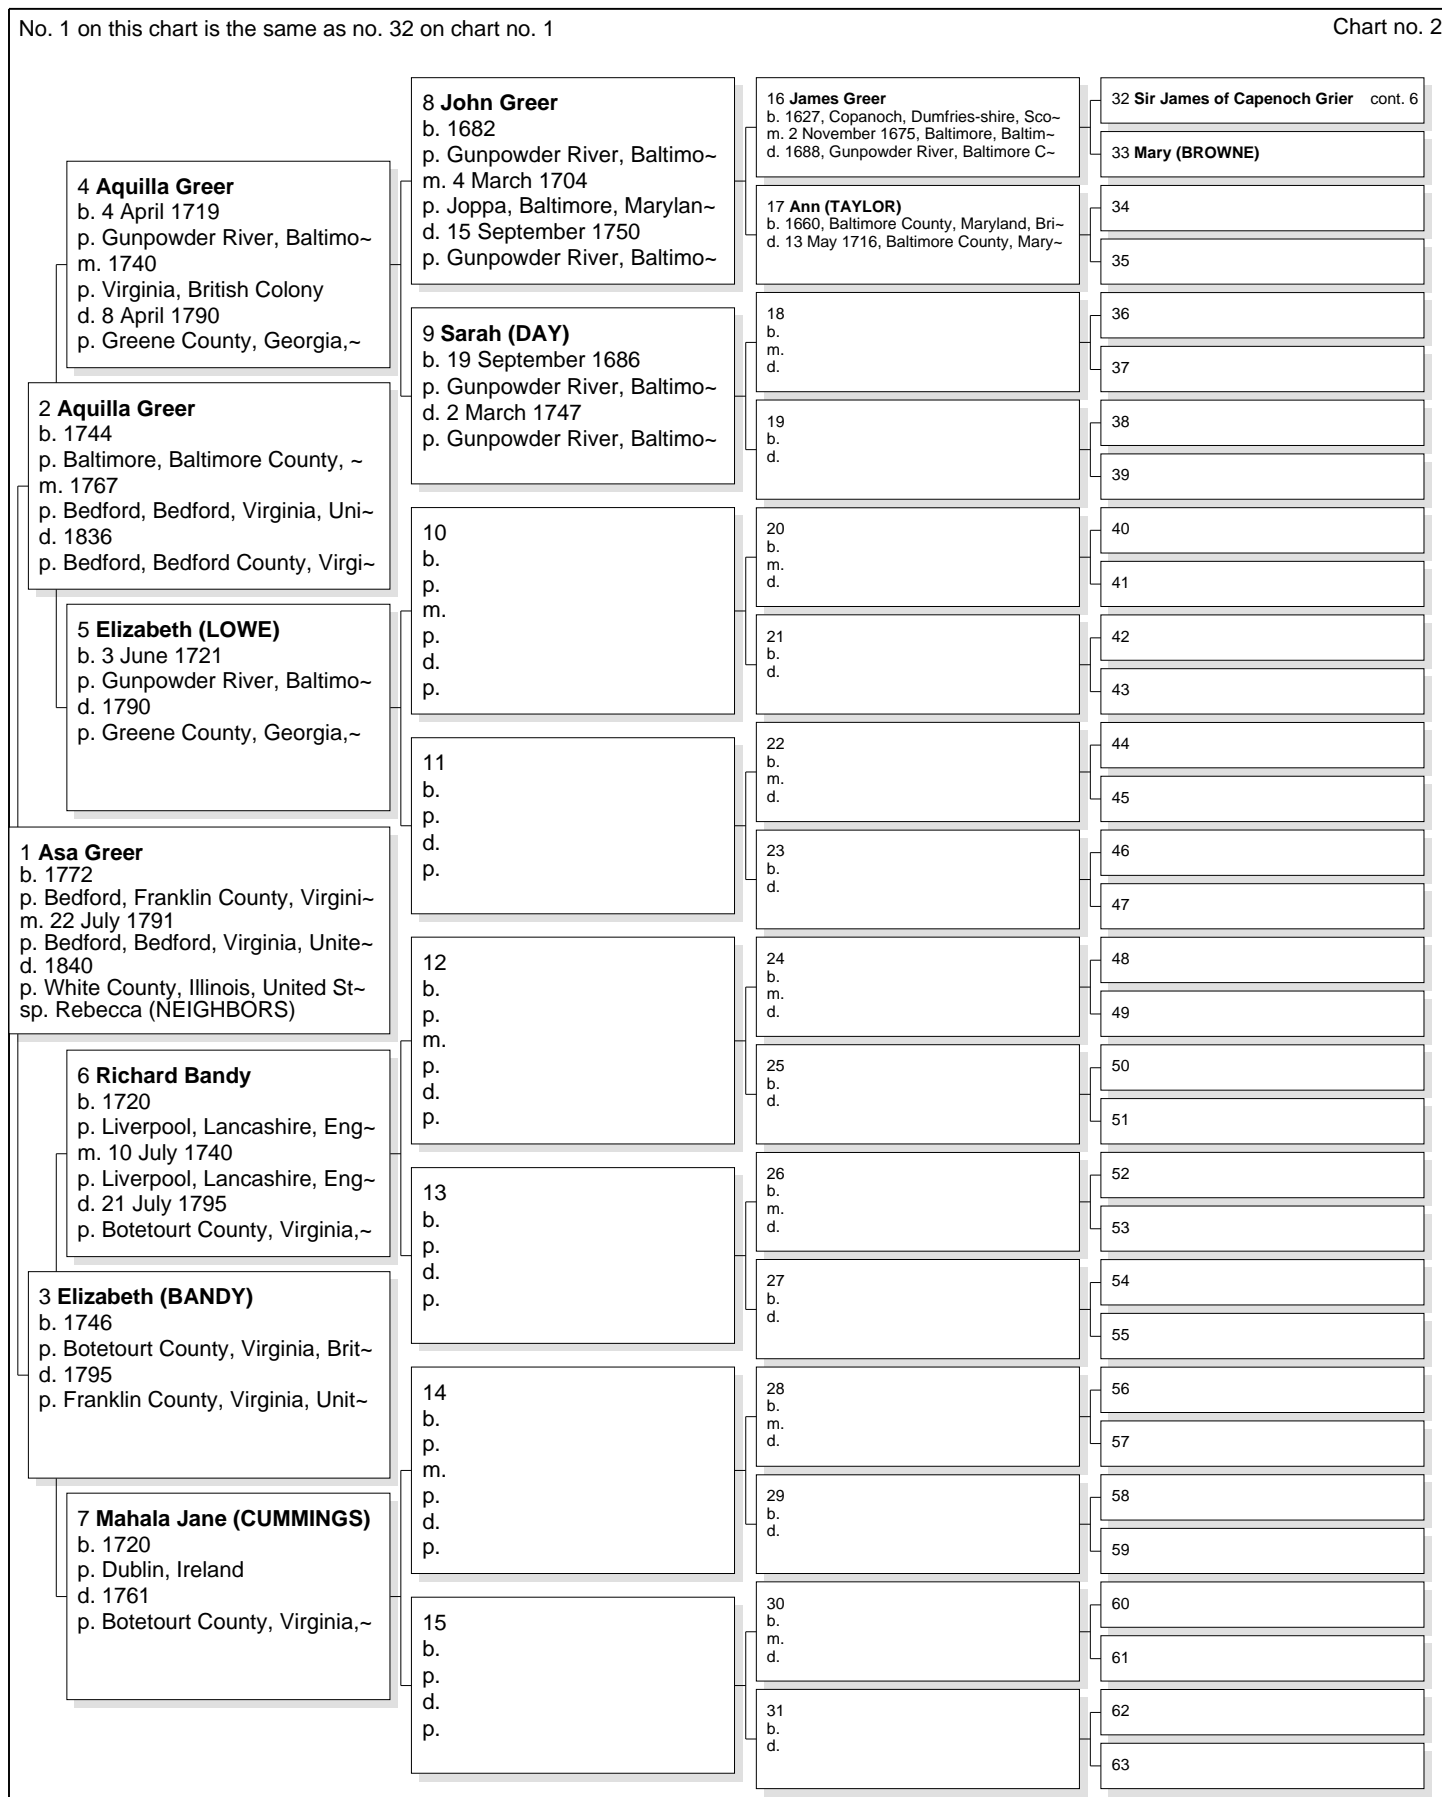 No. 1 on this chart is the same as no. 32 on chart no. 1
Chart no. 2
4 Aquilla Greer
b. 4 April 1719
p. Gunpowder River, Baltimo~
m. 1740
p. Virginia, British Colony
d. 8 April 1790
p. Greene County, Georgia,~
2 Aquilla Greer
b. 1744
p. Baltimore, Baltimore County, ~
m. 1767
p. Bedford, Bedford, Virginia, Uni~
d. 1836
p. Bedford, Bedford County, Virgi~
5 Elizabeth (LOWE)
b. 3 June 1721
p. Gunpowder River, Baltimo~
d. 1790
p. Greene County, Georgia,~
1 Asa Greer
b. 1772
p. Bedford, Franklin County, Virgini~
m. 22 July 1791
p. Bedford, Bedford, Virginia, Unite~
d. 1840
p. White County, Illinois, United St~
sp. Rebecca (NEIGHBORS)
6 Richard Bandy
b. 1720
p. Liverpool, Lancashire, Eng~
m. 10 July 1740
p. Liverpool, Lancashire, Eng~
d. 21 July 1795
p. Botetourt County, Virginia,~
3 Elizabeth (BANDY)
b. 1746
p. Botetourt County, Virginia, Brit~
d. 1795
p. Franklin County, Virginia, Unit~
7 Mahala Jane (CUMMINGS)
b. 1720
p. Dublin, Ireland
d. 1761
p. Botetourt County, Virginia,~
8 John Greer
b. 1682
p. Gunpowder River, Baltimo~
m. 4 March 1704
p. Joppa, Baltimore, Marylan~
d. 15 September 1750
p. Gunpowder River, Baltimo~
9 Sarah (DAY)
b. 19 September 1686
p. Gunpowder River, Baltimo~
d. 2 March 1747
p. Gunpowder River, Baltimo~
10
b.
p.
m.
p.
d.
p.
11
b.
p.
d.
p.
12
b.
p.
m.
p.
d.
p.
13
b.
p.
d.
p.
14
b.
p.
m.
p.
d.
p.
15
b.
p.
d.
p.
16 James Greer
b. 1627, Copanoch, Dumfries-shire, Sco~
m. 2 November 1675, Baltimore, Baltim~
d. 1688, Gunpowder River, Baltimore C~
17 Ann (TAYLOR)
b. 1660, Baltimore County, Maryland, Bri~
d. 13 May 1716, Baltimore County, Mary~
18
b.
m.
d.
19
b.
d.
20
b.
m.
d.
21
b.
d.
22
b.
m.
d.
23
b.
d.
24
b.
m.
d.
25
b.
d.
26
b.
m.
d.
27
b.
d.
28
b.
m.
d.
29
b.
d.
30
b.
m.
d.
31
b.
d.
32 Sir James of Capenoch Grier cont. 6
33 Mary (BROWNE)
34
35
36
37
38
39
40
41
42
43
44
45
46
47
48
49
50
51
52
53
54
55
56
57
58
59
60
61
62
63